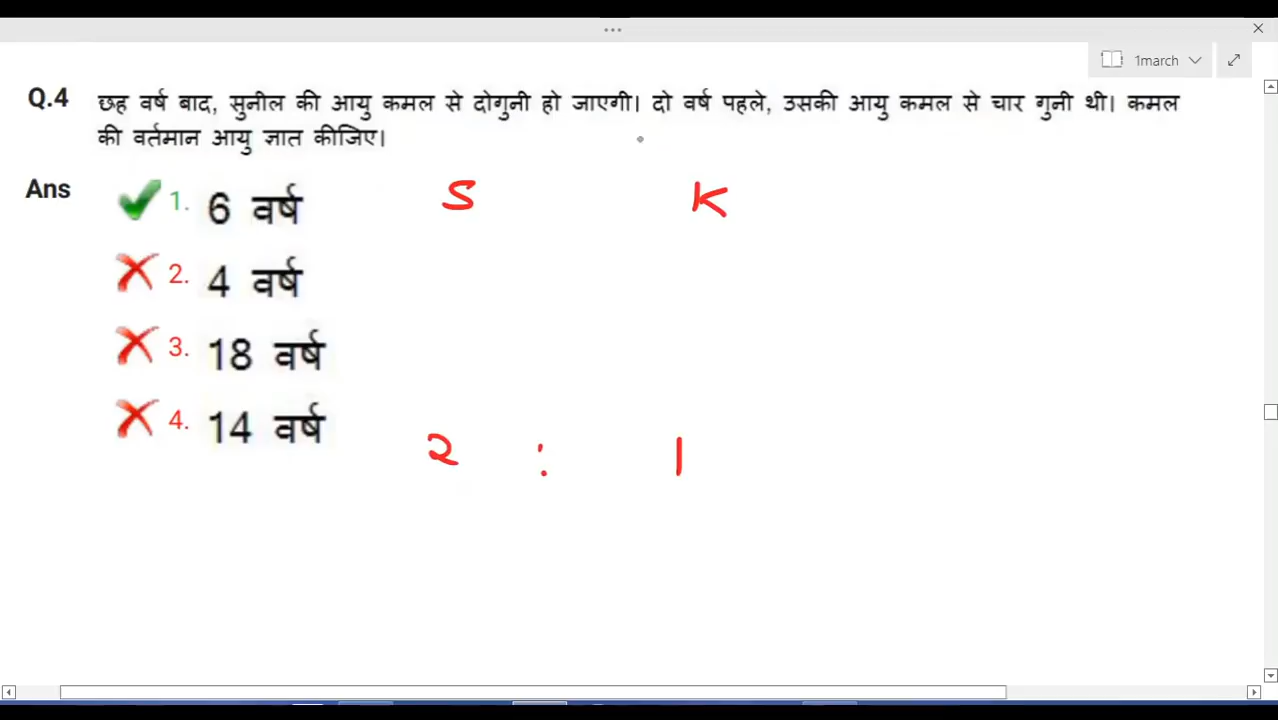 1march
Q.4 छह वर्ष बाद, सुनील की आयु कमल से दोगुनी हो जाएगी। दो वर्ष पहले, उसकी आयु कमल से चार गुनी थी। कमल
की वर्तमान आयु ज्ञात कीजिए।
Ans 1. 6 वर्ष
S K
2. 4 वर्ष
3. 18 वर्ष
4. 14 वर्ष
2 : 1